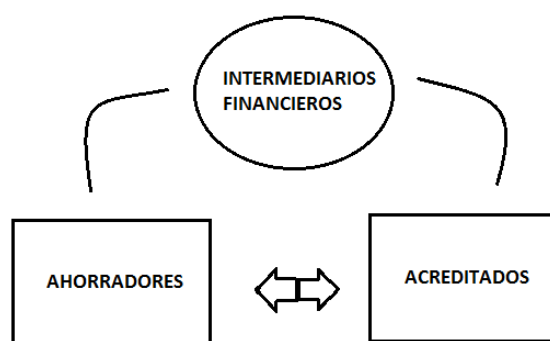 INTERMEDIARIOS
FINANCIEROS
AHORRADORES
ACREDITADOS